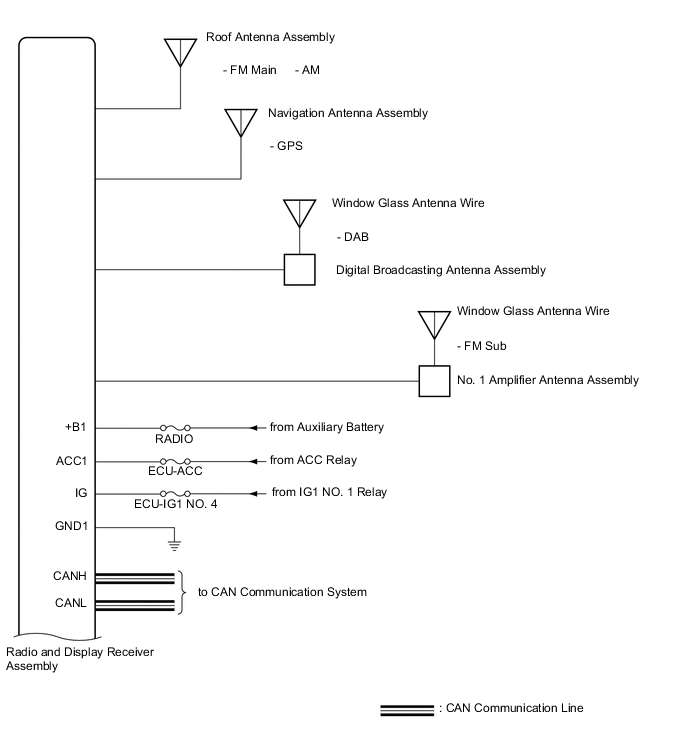 Roof Antenna Assembly
- FM Main - AM
Navigation Antenna Assembly
- GPS
Window Glass Antenna Wire
- DAB
Digital Broadcasting Antenna Assembly
Window Glass Antenna Wire
- FM Sub
No. 1 Amplifier Antenna Assembly
+B1
RADIO
from Auxiliary Battery
ACC1
ECU-ACC
from ACC Relay
IG
ECU-IG1 NO. 4
from IG1 NO. 1 Relay
GND1
CANH
CANL
to CAN Communication System
Radio and Display Receiver
Assembly
: CAN Communication Line